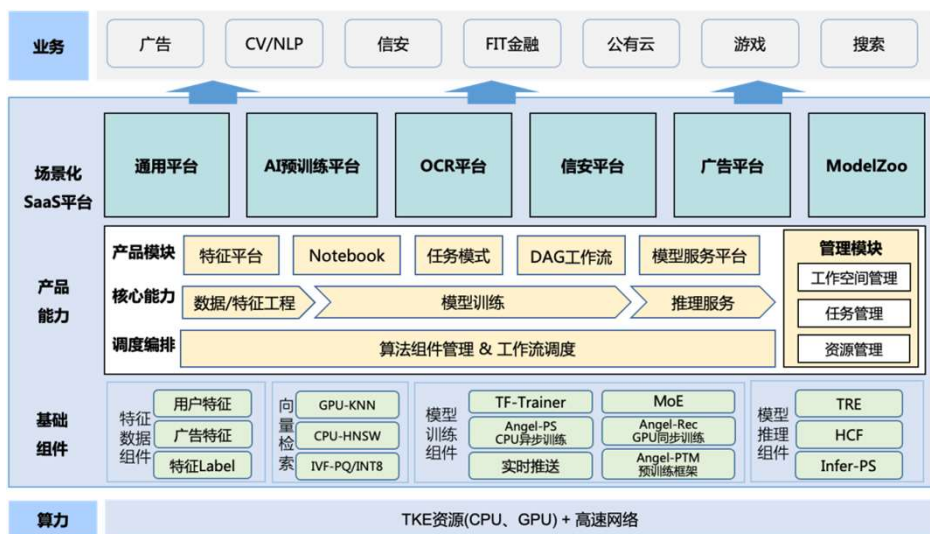 业务
广告
CV/NLP
信安
FIT金融
公有云
游戏
搜索
场景化
SaaS平台
通用平台
AI预训练平台
OCR平台
信安平台
广告平台
ModelZoo
产品
能力
产品模块
特征平台
Notebook
任务模式
DAG工作流
模型服务平台
核心能力
数据/特征工程
模型训练
推理服务
调度编排
算法组件管理 & 工作流调度
管理模块
工作空间管理
任务管理
资源管理
基础
组件
特征
数据
组件
用户特征
广告特征
特征Label
向
量
检
索
GPU-KNN
CPU-HNSW
IVF-PQ/INT8
模型
训练
组件
TF-Trainer
MoE
Angel-PS
CPU异步训练
Angel-Rec
GPU同步训练
实时推送
Angel-PTM
预训练框架
模型
推理
组件
TRE
HCF
Infer-PS
算力
TKE资源(CPU、GPU) + 高速网络